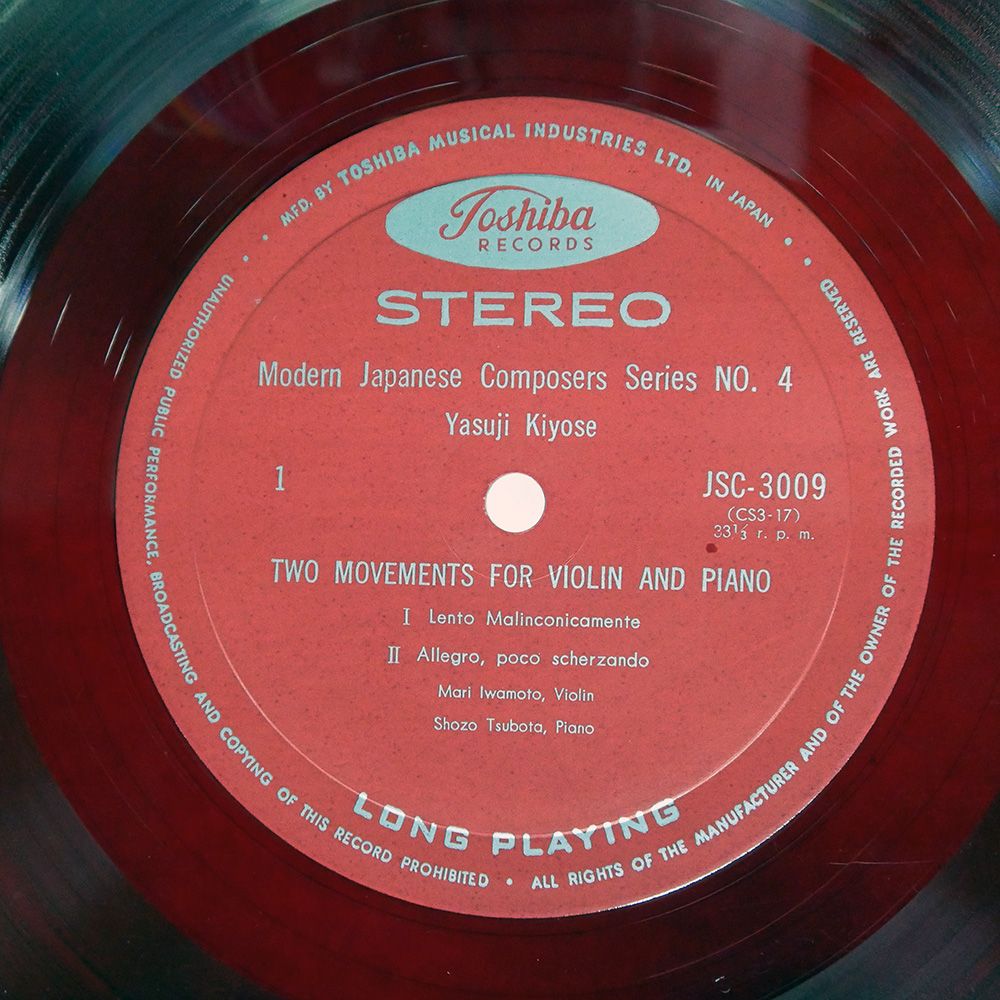 MFD. BY TOSHIBA MUSICAL INDUSTRIES LTD. IN JAPAN
Toshiba
RECORDS
STEREO
Modern Japanese Composers Series NO. 4
Yasuji Kiyose
1
JSC-3009
(CS3-17)
33⅓ r. p. m.
TWO MOVEMENTS FOR VIOLIN AND PIANO
I Lento Malinconicamente
II Allegro, poco scherzando
Mari Iwamoto, Violin
Shozo Tsubota, Piano
LONG PLAYING
UNAUTHORIZED PUBLIC PERFORMANCE, BROADCASTING AND COPYING OF THIS RECORD PROHIBITED • ALL RIGHTS OF THE MANUFACTURER AND OF THE OWNER OF THE RECORDED WORK ARE RESERVED